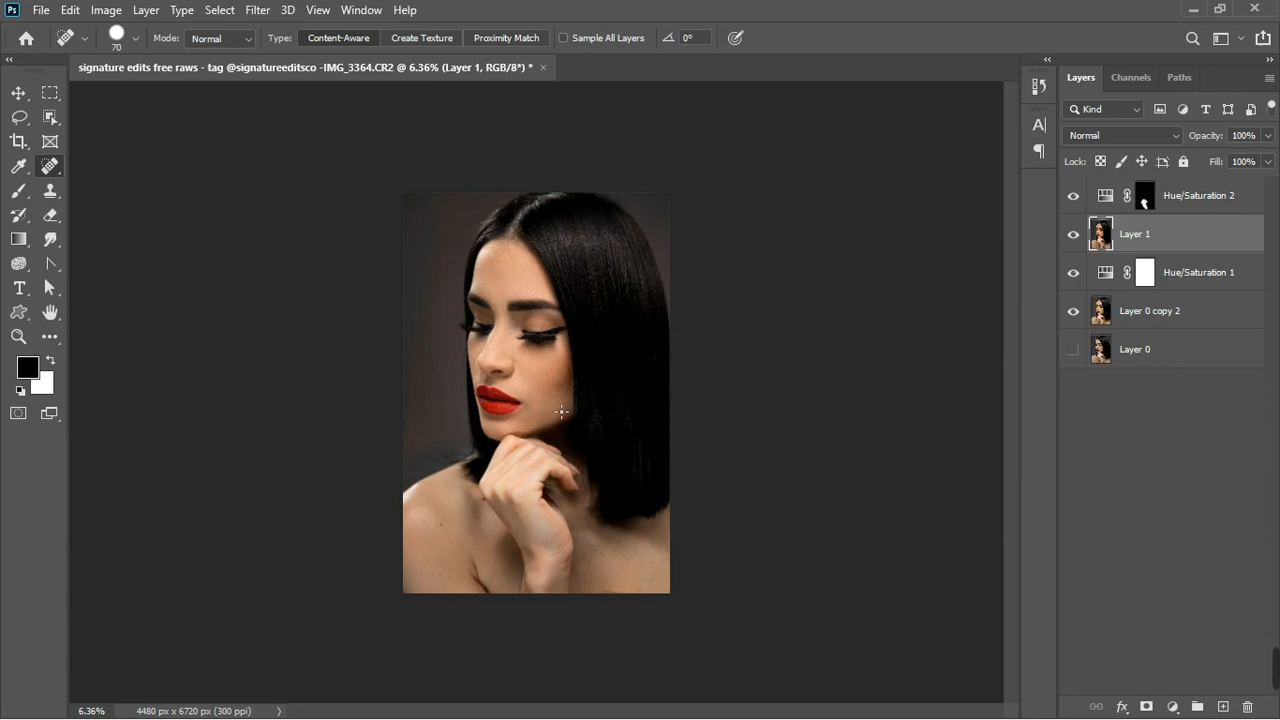 Ps File Edit Image Layer Type Select Filter 3D View Window Help
70 Mode: Normal Type: Content-Aware Create Texture Proximity Match Sample All Layers 0°
signature edits free raws - tag @signatureeditsco -IMG_3364.CR2 @ 6.36% (Layer 1, RGB/8*) * ×
Layers Channels Paths
Kind
Normal Opacity: 100%
Lock: Fill: 100%
Hue/Saturation 2
Layer 1
Hue/Saturation 1
Layer 0 copy 2
Layer 0
6.36% 4480 px x 6720 px (300 ppi)